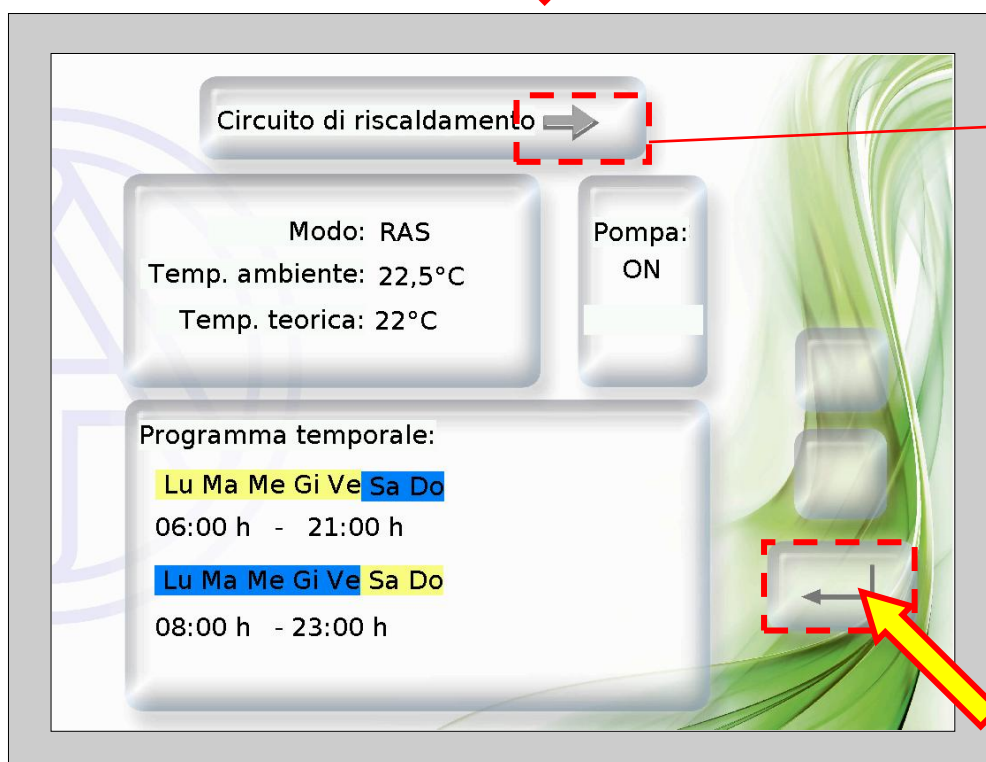 Circuito di riscaldamento
Modo: RAS
Temp. ambiente: 22,5°C
Temp. teorica: 22°C
Pompa:
ON
Programma temporale:
Lu Ma Me Gi Ve Sa Do
06:00 h - 21:00 h
Lu Ma Me Gi Ve Sa Do
08:00 h - 23:00 h